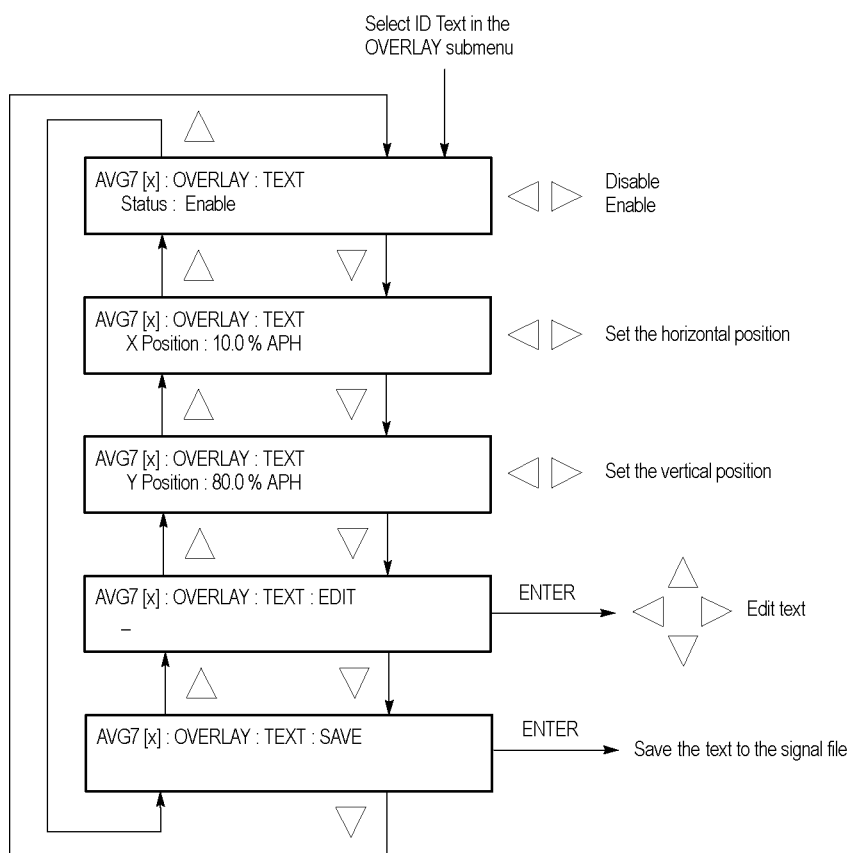 Select ID Text in the
OVERLAY submenu
AVG7 [x] : OVERLAY : TEXT
Status : Enable
Disable
Enable
AVG7 [x] : OVERLAY : TEXT
X Position : 10.0 % APH
Set the horizontal position
AVG7 [x] : OVERLAY : TEXT
Y Position : 80.0 % APH
Set the vertical position
AVG7 [x] : OVERLAY : TEXT : EDIT
_
ENTER
Edit text
AVG7 [x] : OVERLAY : TEXT : SAVE
ENTER
Save the text to the signal file